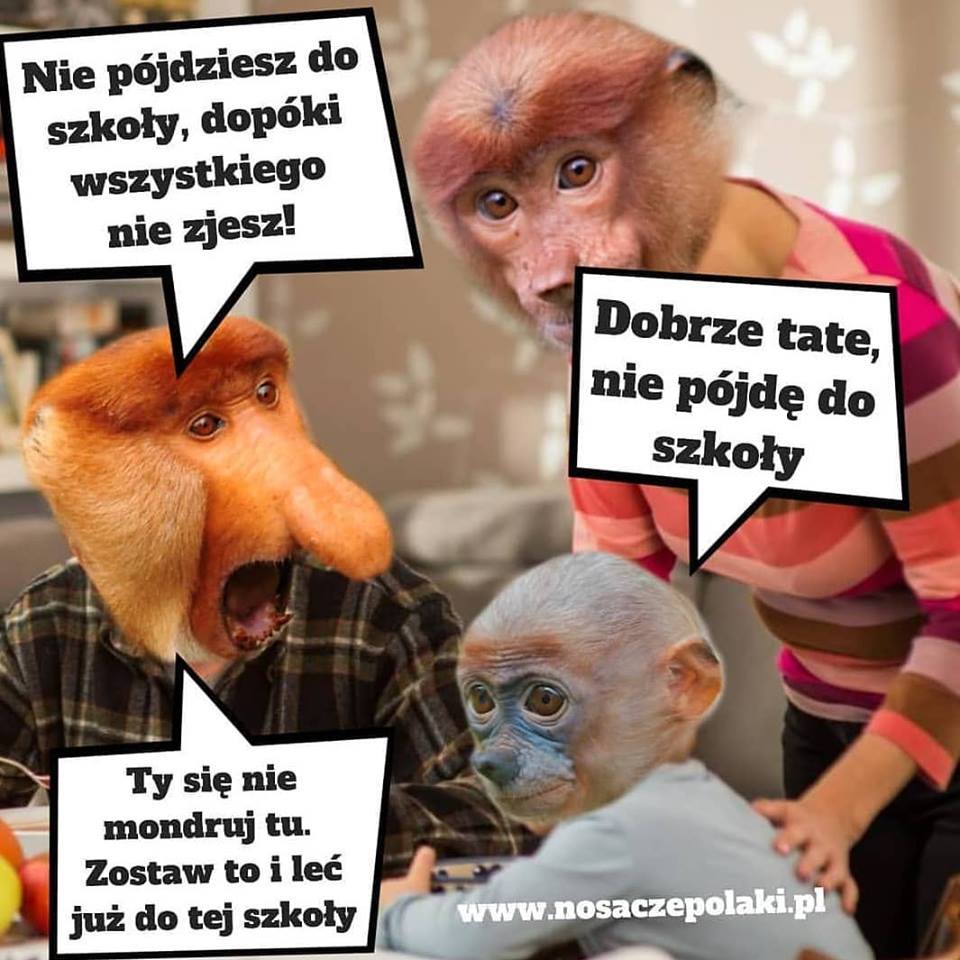 Nie pójdziesz do
szkoły, dopóki
wszystkiego
nie zjesz!
Dobrze tate,
nie pójdę do
szkoły
Ty się nie
mondruj tu.
Zostaw to i leć
już do tej szkoły
www.nosaczepolaki.pl